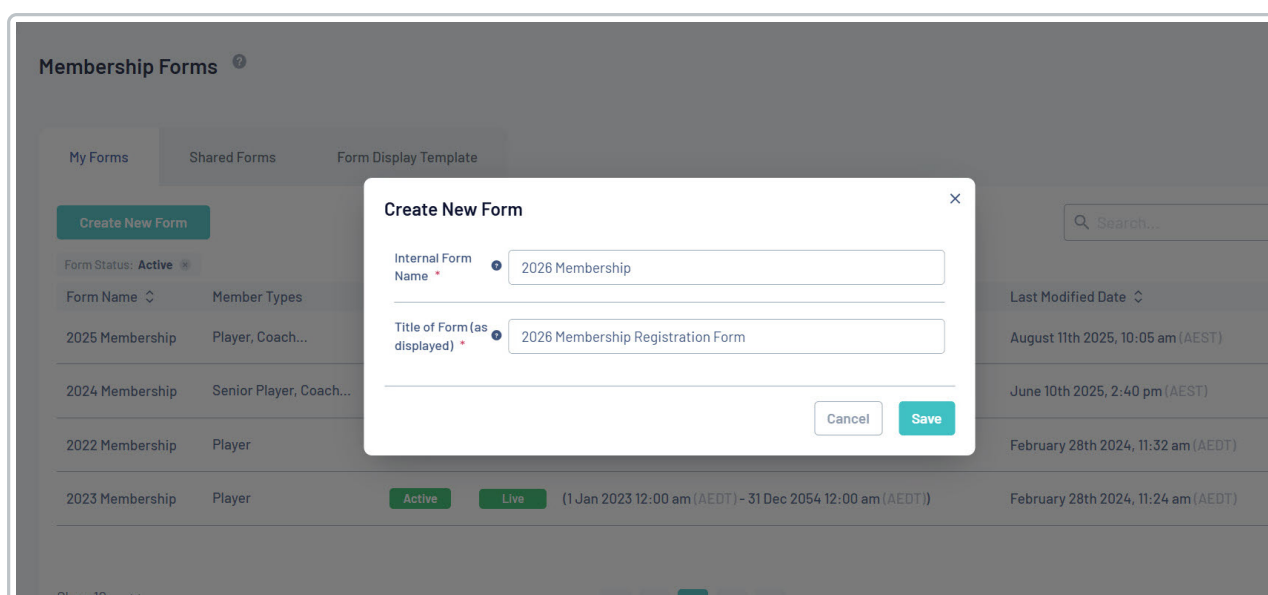 Membership Forms
My Forms
Shared Forms
Form Display Template
Create New Form
Create New Form
Internal Form
Name *
2026 Membership
Title of Form (as
displayed) *
2026 Membership Registration Form
Cancel
Save
Search...
Form Status: Active
Form Name
Member Types
Last Modified Date
2025 Membership
Player, Coach...
August 11th 2025, 10:05 am (AEST)
2024 Membership
Senior Player, Coach...
June 10th 2025, 2:40 pm (AEST)
2022 Membership
Player
February 28th 2024, 11:32 am (AEDT)
2023 Membership
Player
Active
Live
(1 Jan 2023 12:00 am (AEDT) - 31 Dec 2054 12:00 am (AEDT))
February 28th 2024, 11:24 am (AEDT)